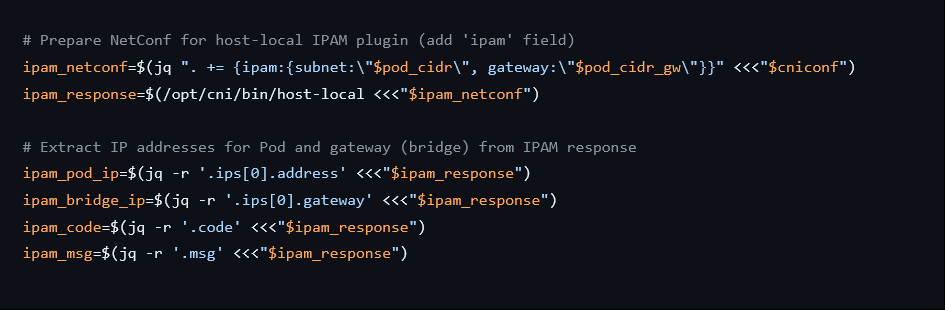 # Prepare NetConf for host-local IPAM plugin (add 'ipam' field)
ipam_netconf=$(jq ". += {ipam:{subnet:\"$pod_cidr\", gateway:\"$pod_cidr_gw\"}}" <<<"$cniconf")
ipam_response=$(/opt/cni/bin/host-local <<<"$ipam_netconf")
# Extract IP addresses for Pod and gateway (bridge) from IPAM response
ipam_pod_ip=$(jq -r '.ips[0].address' <<<"$ipam_response")
ipam_bridge_ip=$(jq -r '.ips[0].gateway' <<<"$ipam_response")
ipam_code=$(jq -r '.code' <<<"$ipam_response")
ipam_msg=$(jq -r '.msg' <<<"$ipam_response")